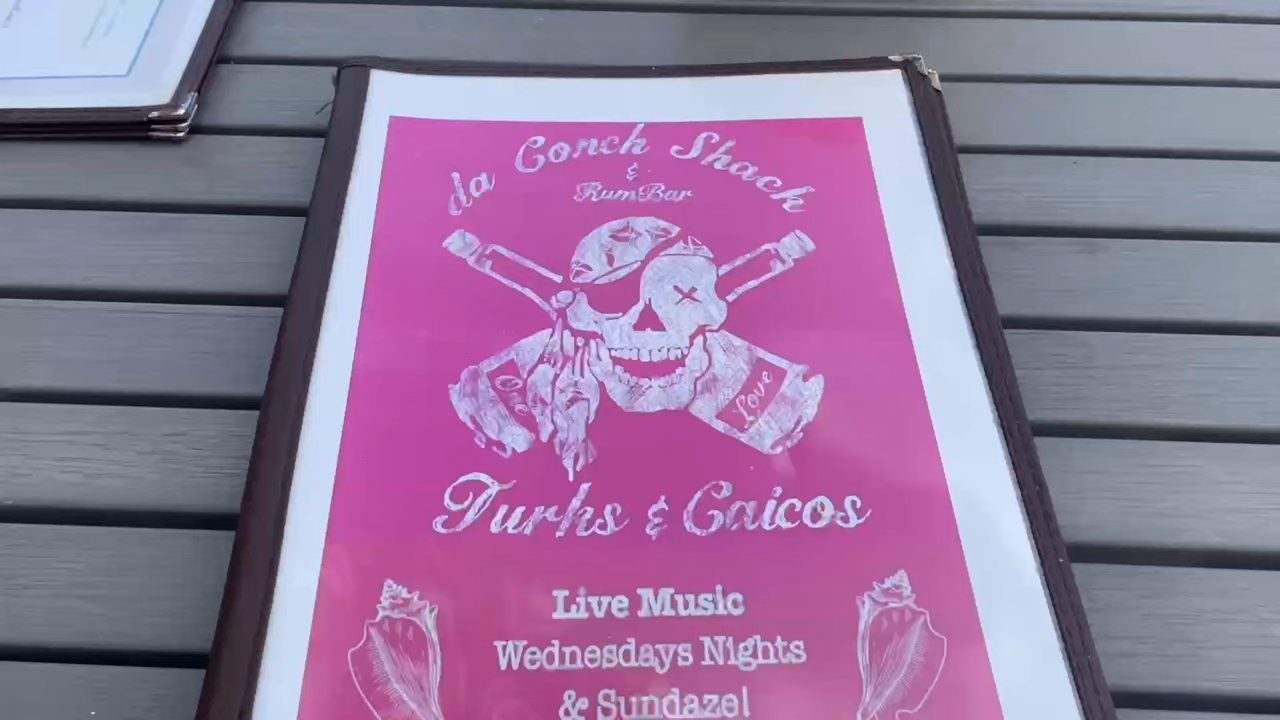 da Conch Shack
&
RumBar
One
Love
Turks & Caicos
Live Music
Wednesdays Nights
& Sundaze!